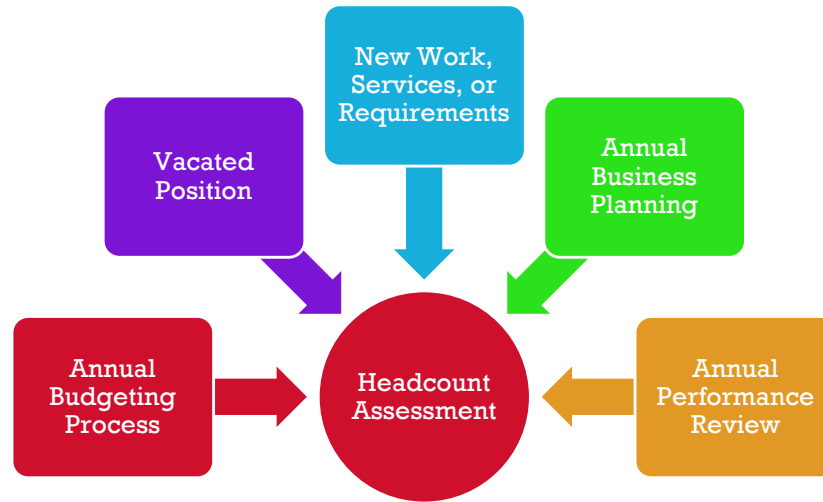 New Work,
Services, or
Requirements
Vacated
Position
Annual
Business
Planning
Annual
Budgeting
Process
Headcount
Assessment
Annual
Performance
Review